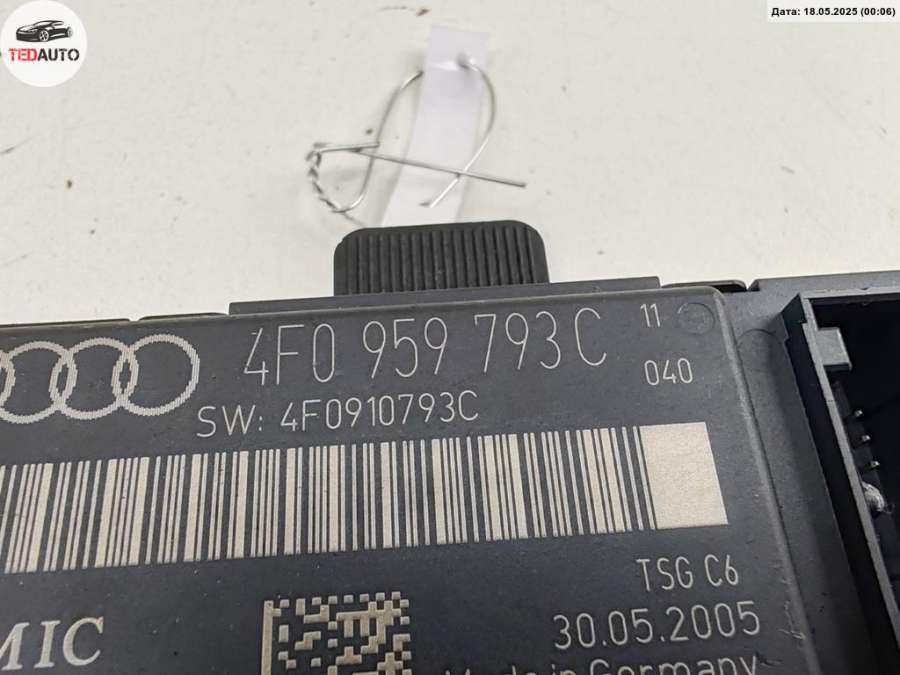 TEDAUTO
Дата: 18.05.2025 (00:06)
4F0 959 793C
11
040
SW: 4F0910793C
TSG C6
30.05.2005
MIC
Made in Germany